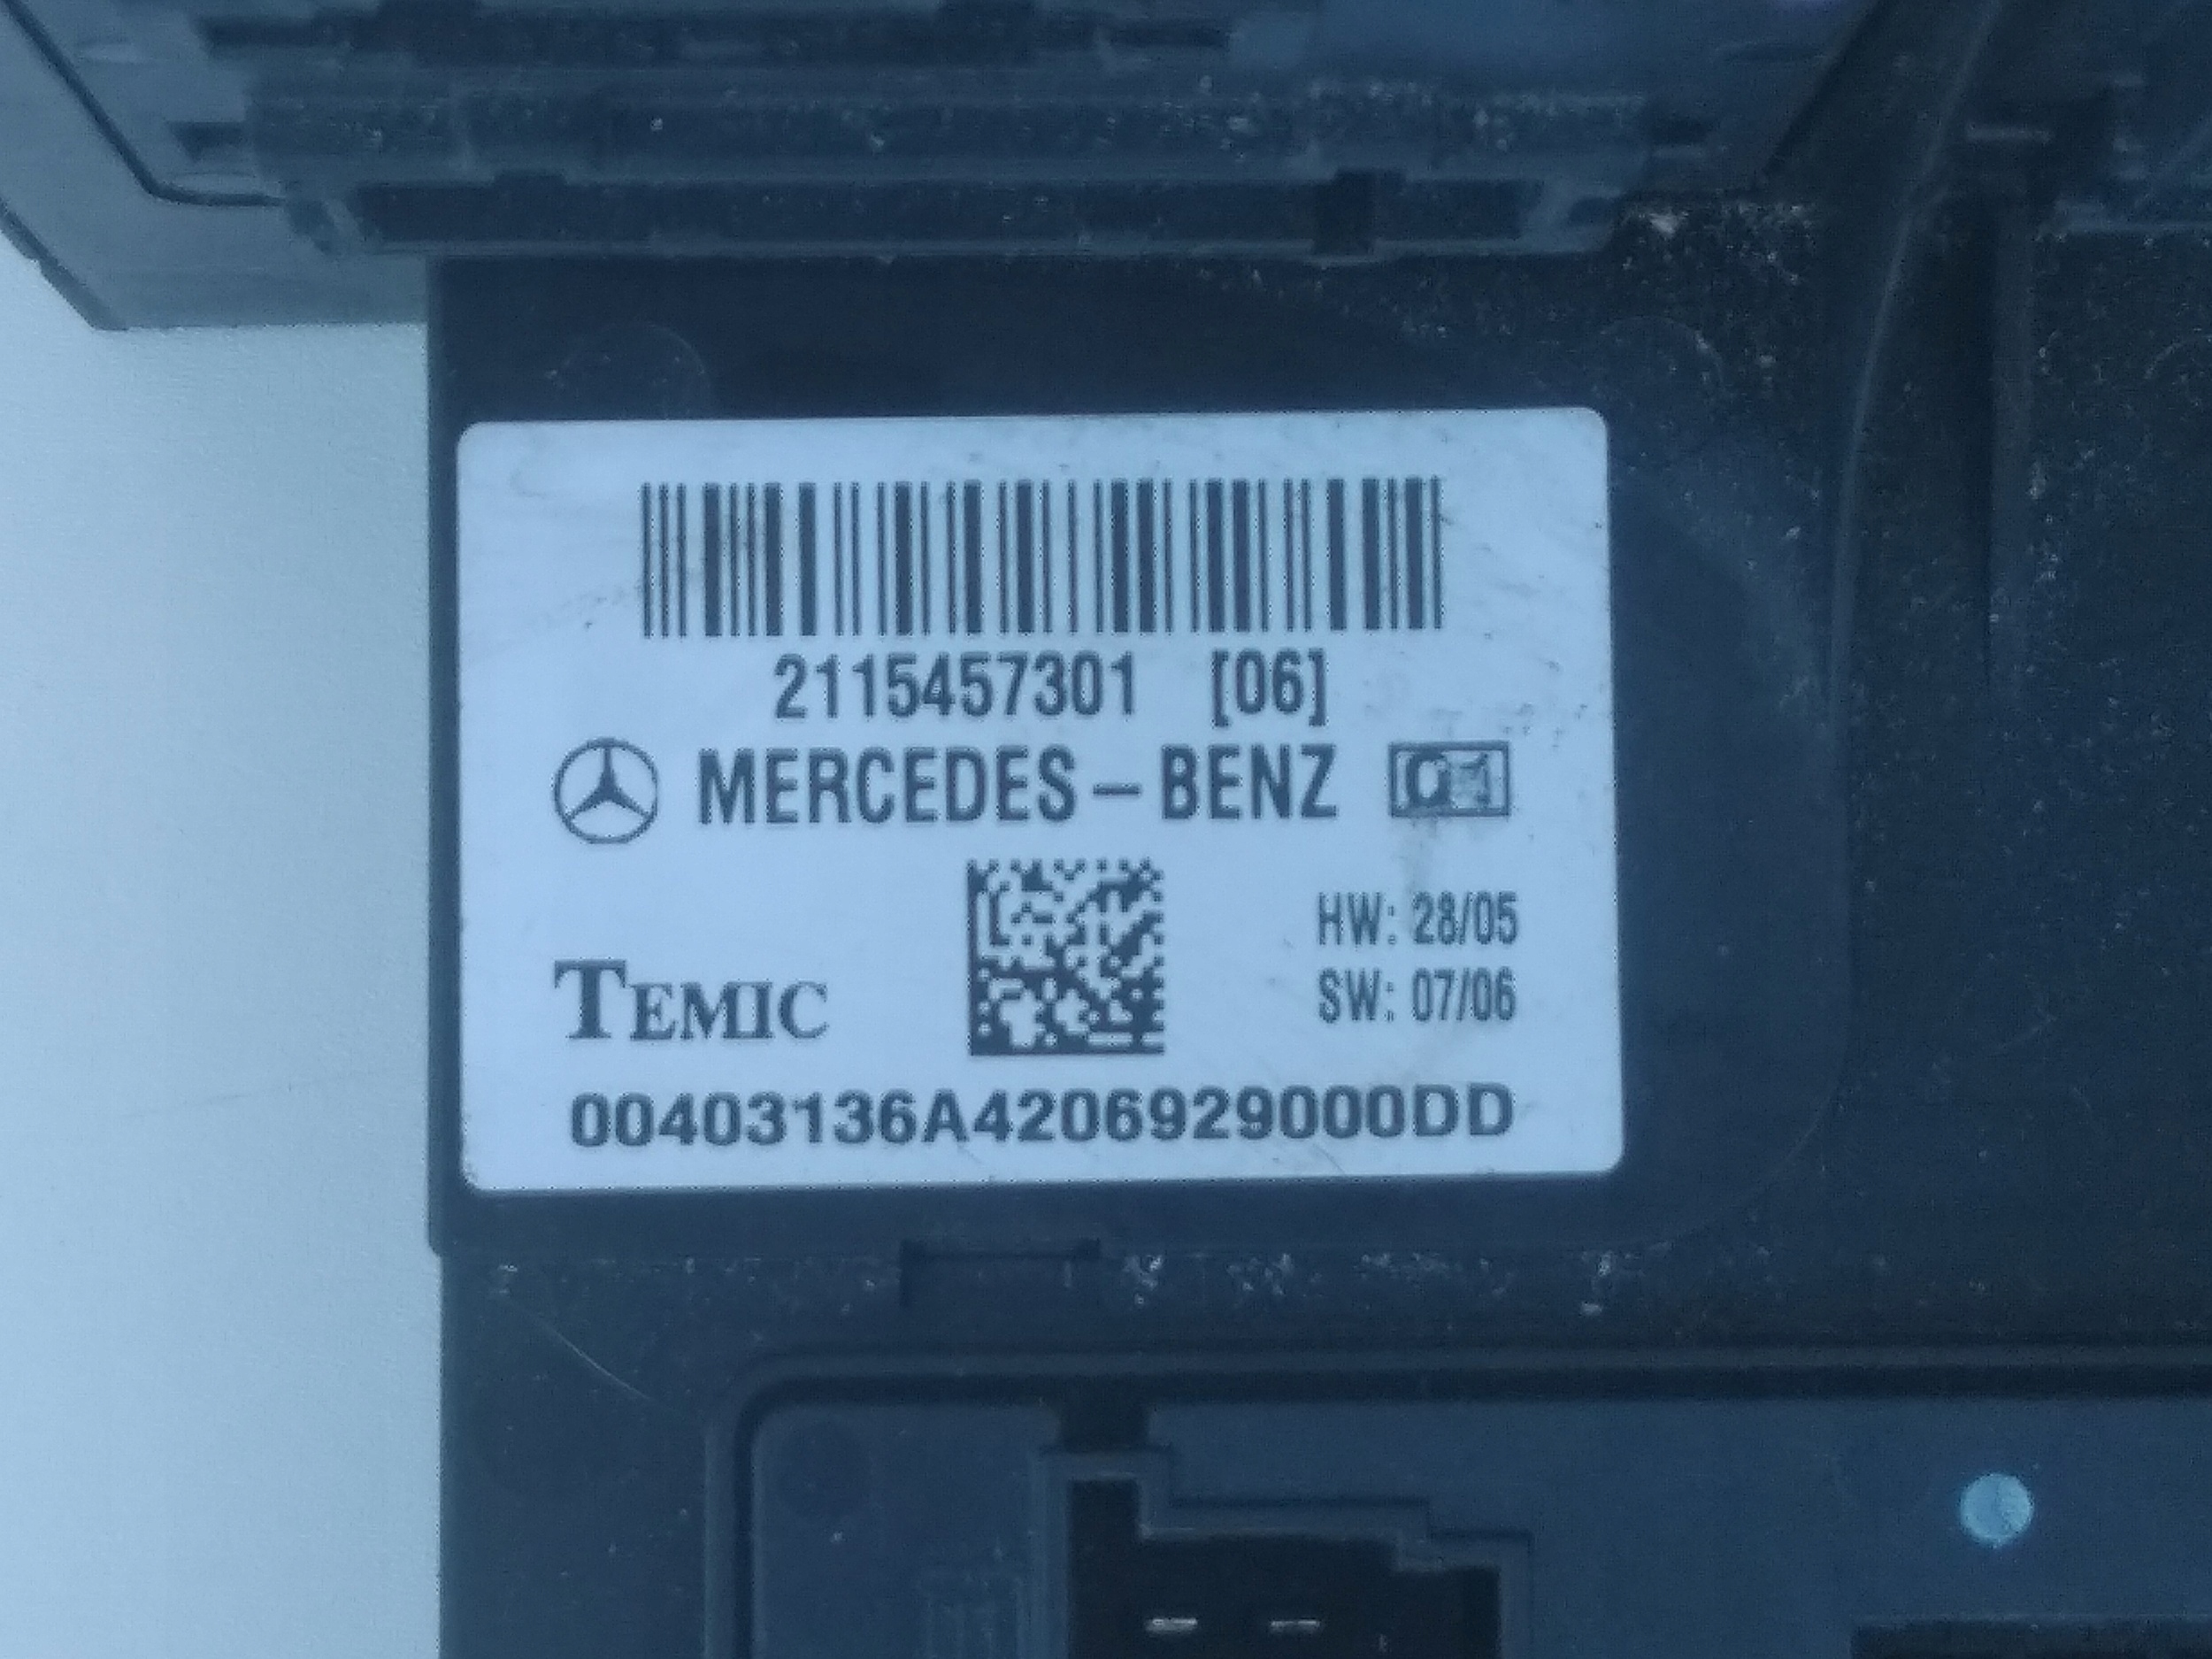 2115457301 [06]
MERCEDES-BENZ
HW: 28/05
SW: 07/06
TEMIC
00403136A4206929000DD